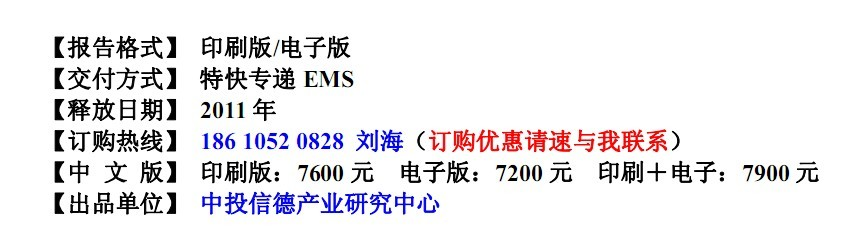 【报告格式】 印刷版/电子版
【交付方式】 特快专递 EMS
【释放日期】 2011 年
【订购热线】 186 1052 0828 刘海（订购优惠请速与我联系）
【中 文 版】 印刷版：7600 元 电子版：7200 元 印刷＋电子：7900 元
【出品单位】 中投信德产业研究中心